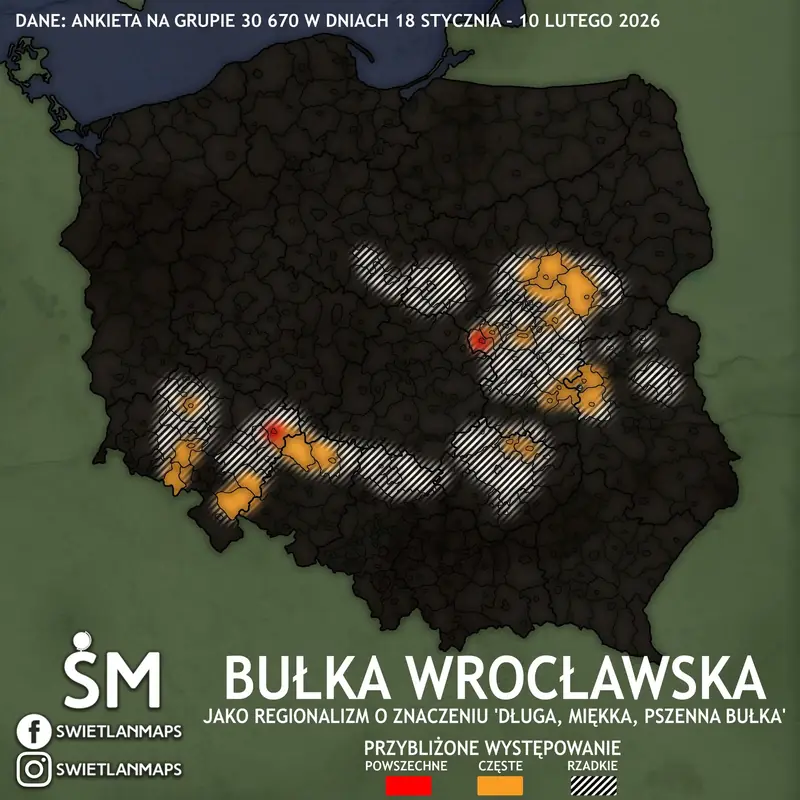 DANE: ANKIETA NA GRUPIE 30 670 W DNIACH 18 STYCZNIA - 10 LUTEGO 2026
ŚM
SWIETLANMAPS
SWIETLANMAPS
BUŁKA WROCŁAWSKA
JAKO REGIONALIZM O ZNACZENIU 'DŁUGA, MIĘKKA, PSZENNA BUŁKA'
PRZYBLIŻONE WYSTĘPOWANIE
POWSZECHNE CZĘSTE RZADKIE